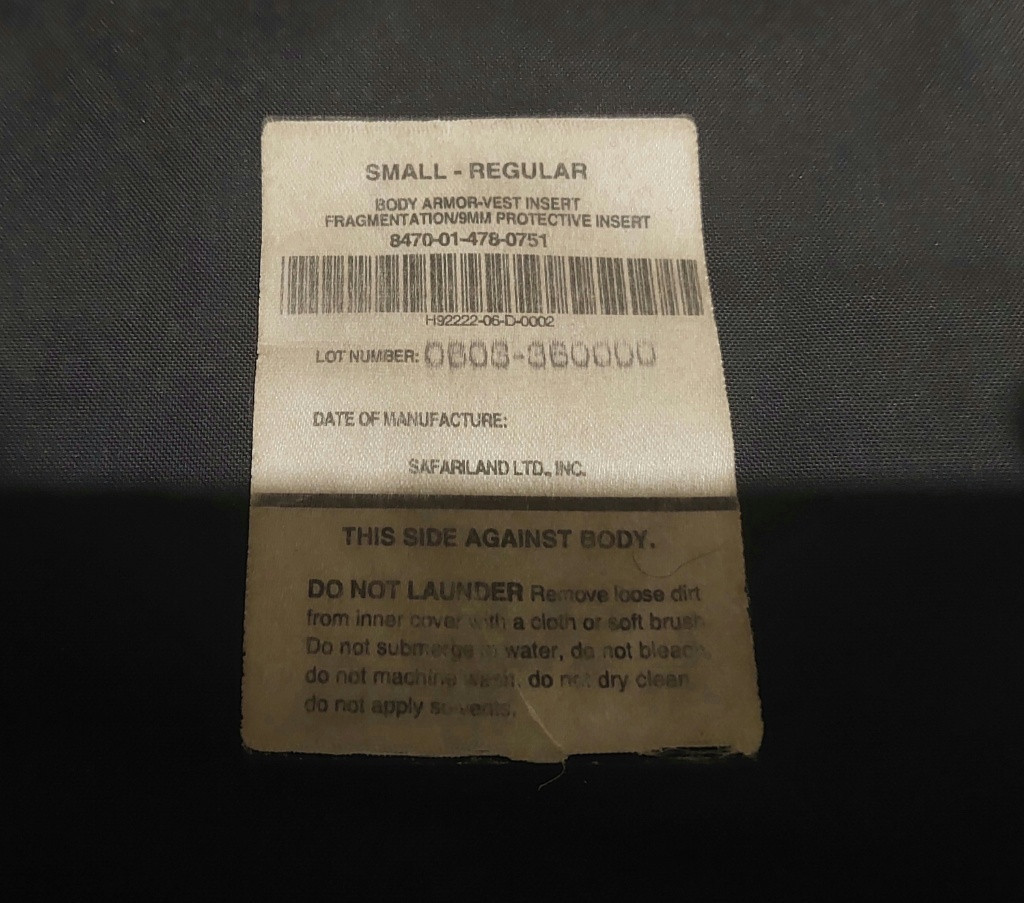 SMALL - REGULAR
BODY ARMOR-VEST INSERT
FRAGMENTATION/9MM PROTECTIVE INSERT
8470-01-478-0751
H92222-06-D-0002
LOT NUMBER:
DATE OF MANUFACTURE:
SAFARILAND LTD., INC.
THIS SIDE AGAINST BODY.
DO NOT LAUNDER Remove loose dirt
from inner cover with a cloth or soft brush
Do not submerge in water, do not bleach,
do not machine wash, do not dry clean
do not apply solvents.